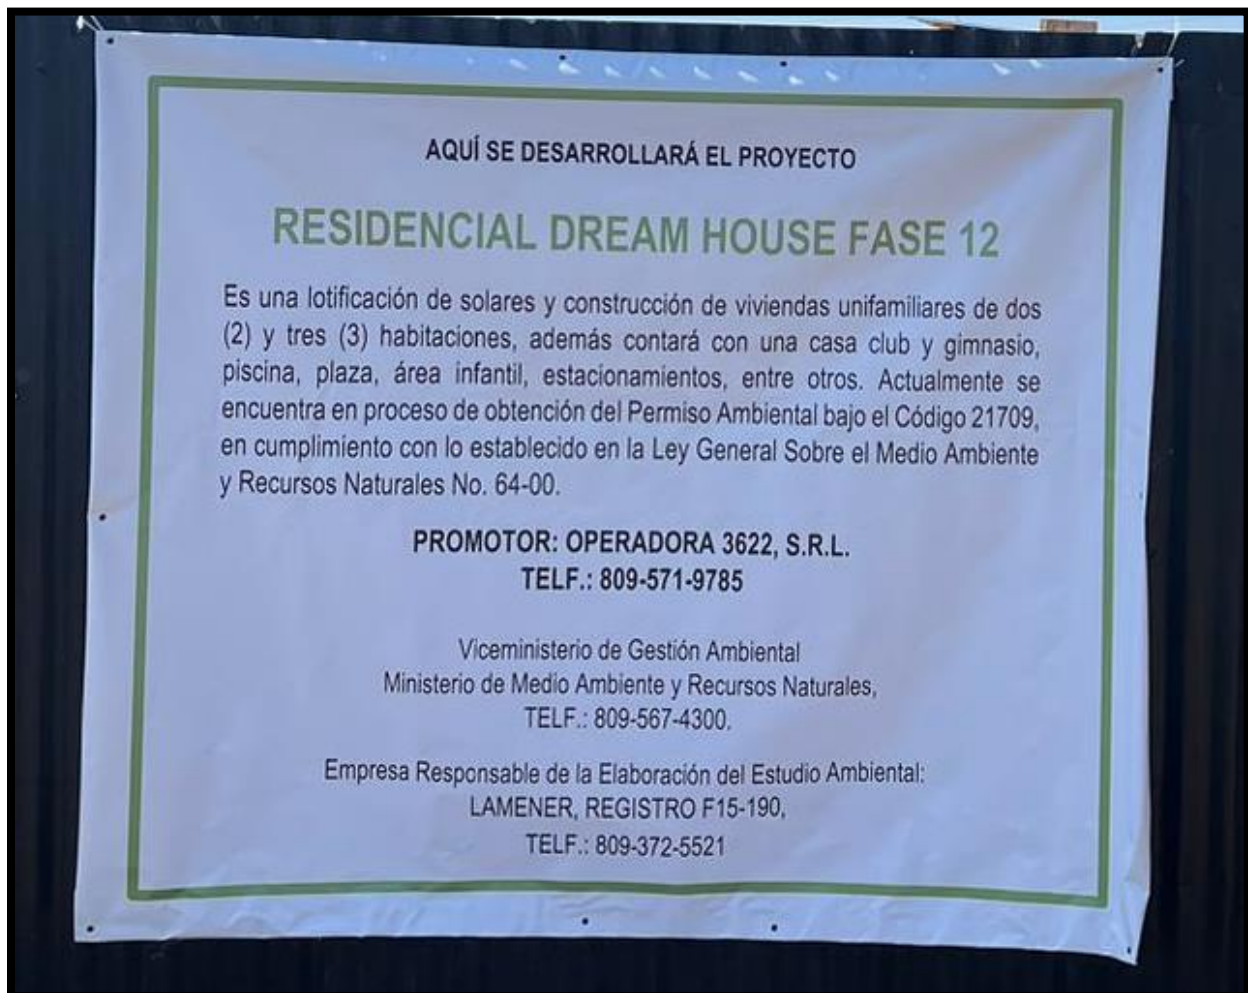 AQUÍ SE DESARROLLARÁ EL PROYECTO
RESIDENCIAL DREAM HOUSE FASE 12
Es una lotificación de solares y construcción de viviendas unifamiliares de dos
(2) y tres (3) habitaciones, además contará con una casa club y gimnasio,
piscina, plaza, área infantil, estacionamientos, entre otros. Actualmente se
encuentra en proceso de obtención del Permiso Ambiental bajo el Código 21709,
en cumplimiento con lo establecido en la Ley General Sobre el Medio Ambiente
y Recursos Naturales No. 64-00.
PROMOTOR: OPERADORA 3622, S.R.L.
TELF.: 809-571-9785
Viceministerio de Gestión Ambiental
Ministerio de Medio Ambiente y Recursos Naturales,
TELF.: 809-567-4300.
Empresa Responsable de la Elaboración del Estudio Ambiental:
LAMENER, REGISTRO F15-190,
TELF.: 809-372-5521